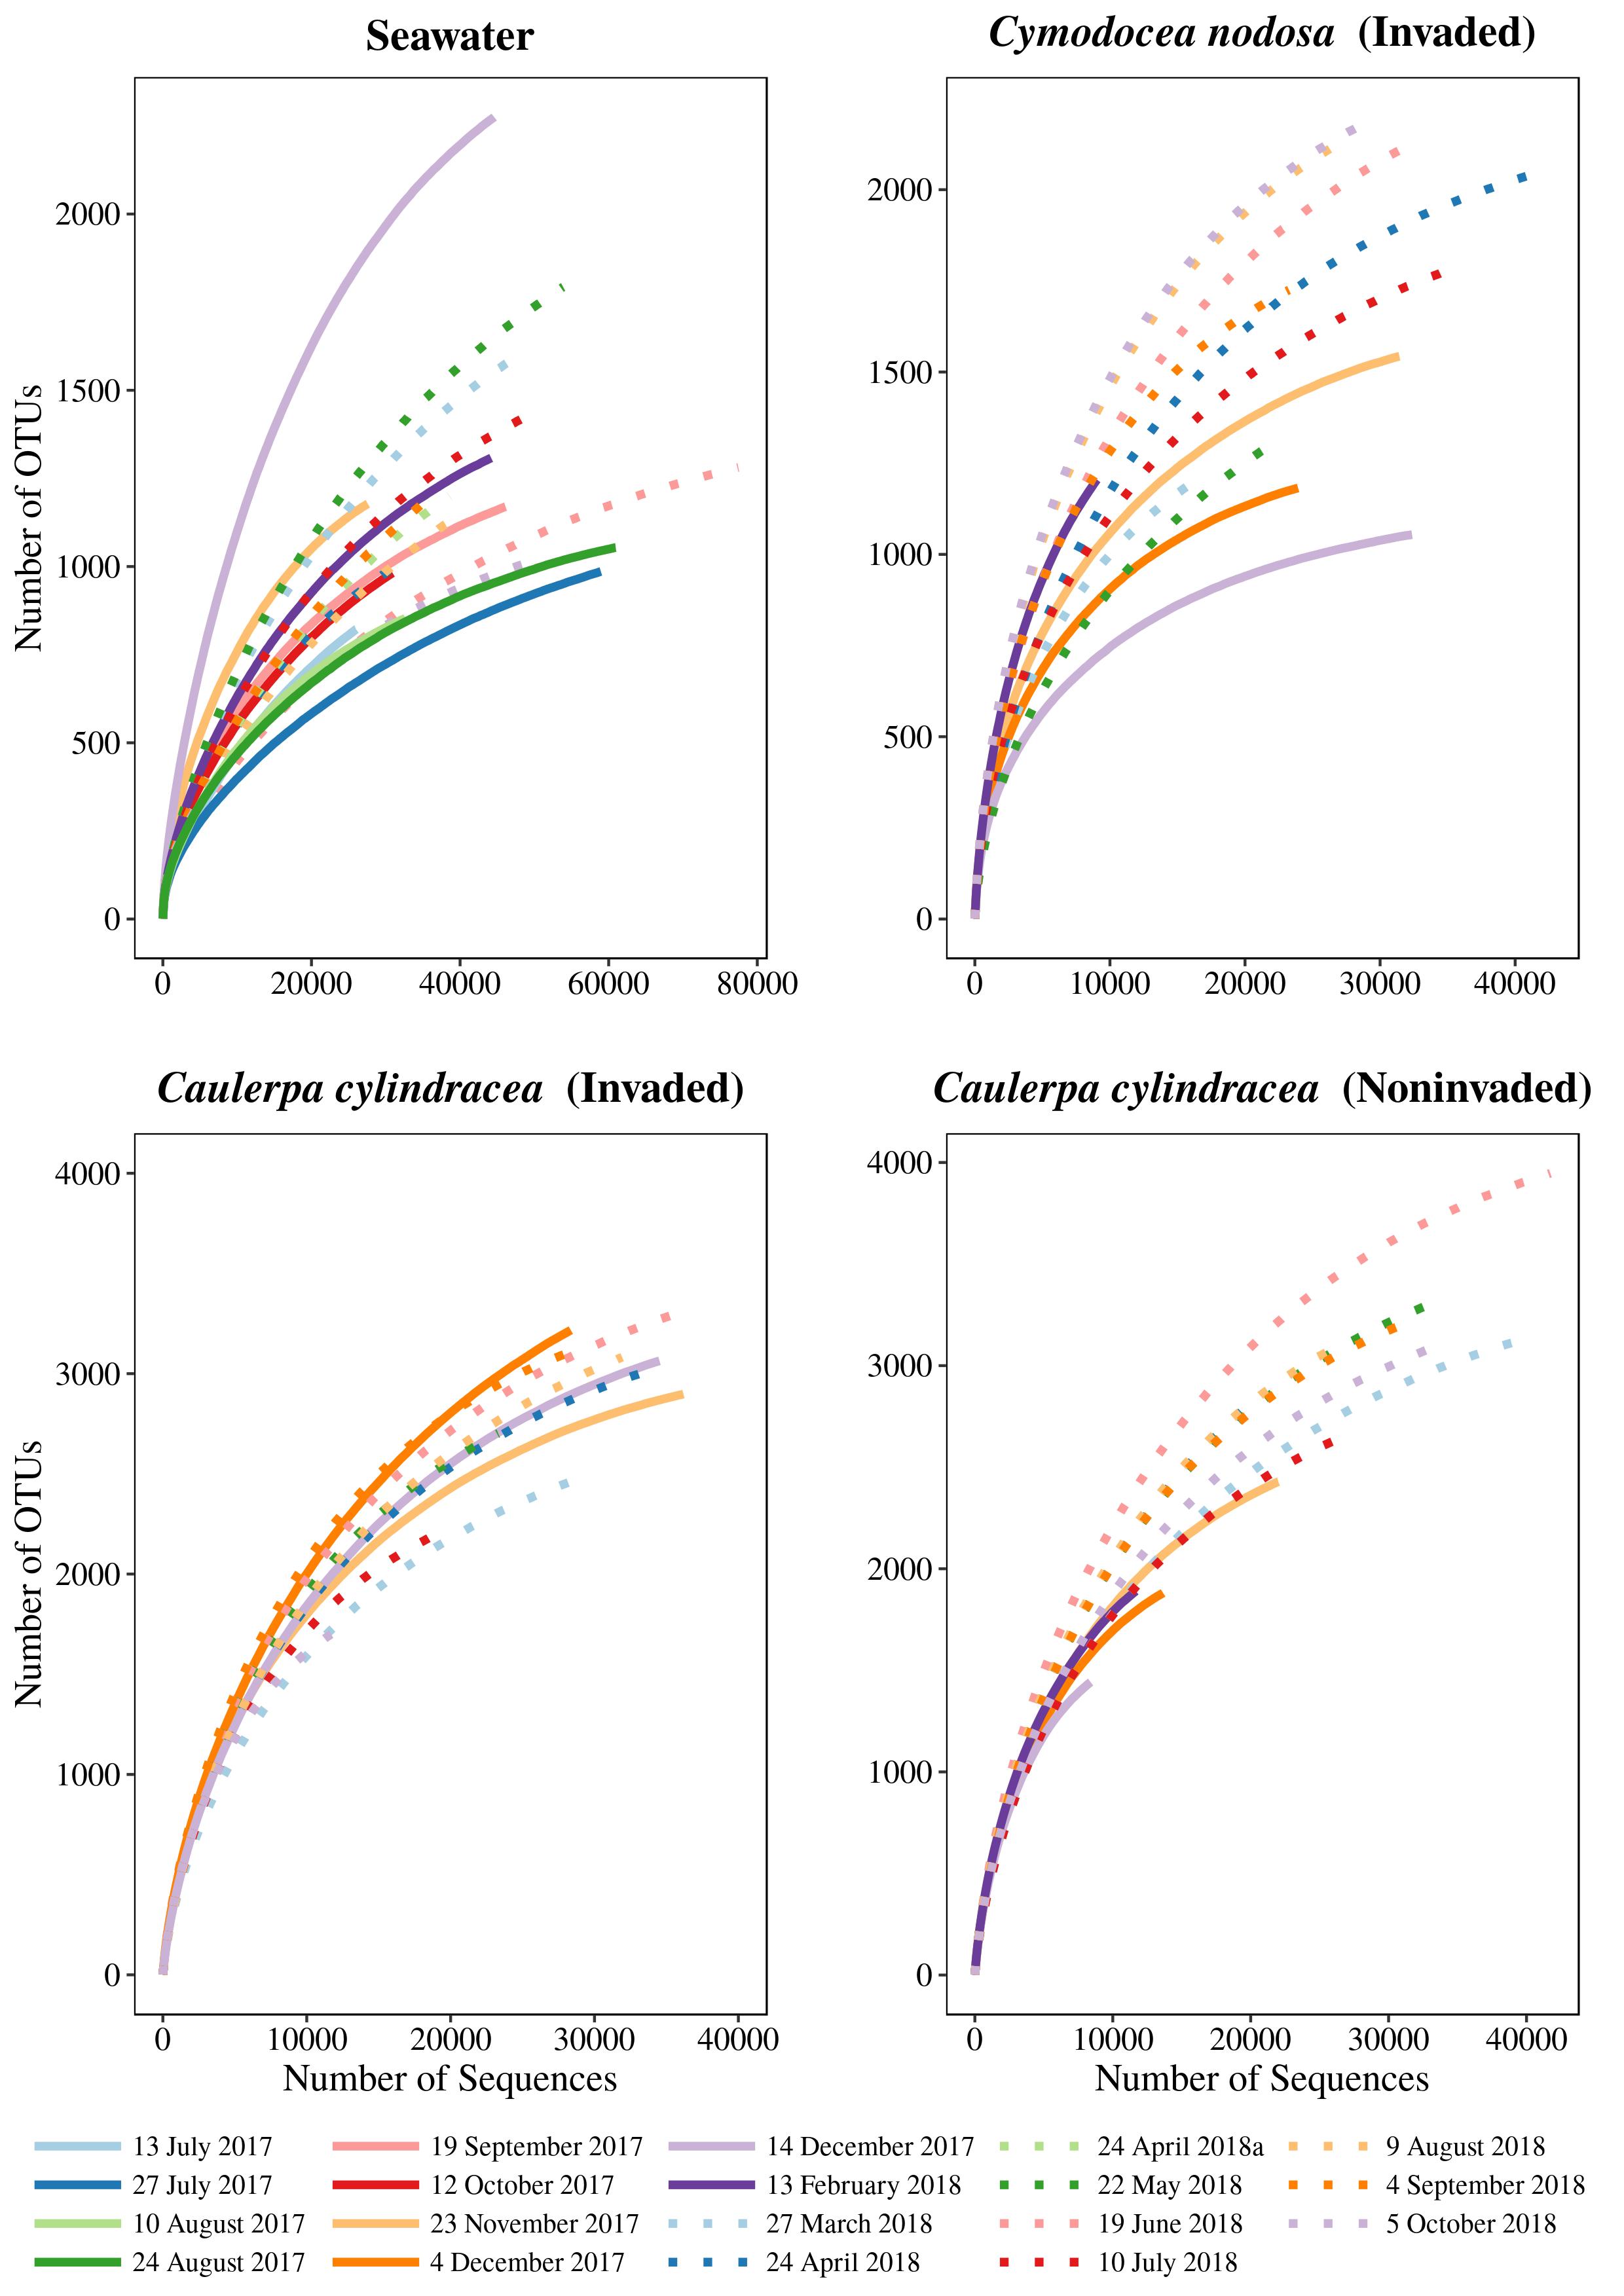 Seawater
Cymodocea nodosa (Invaded)
Number of OTUs
2000
1500
1000
500
0
0 20000 40000 60000 80000
2000
1500
1000
500
0
0 10000 20000 30000 40000
Caulerpa cylindracea (Invaded)
Caulerpa cylindracea (Noninvaded)
Number of OTUs
4000
3000
2000
1000
0
0 10000 20000 30000 40000
Number of Sequences
4000
3000
2000
1000
0
0 10000 20000 30000 40000
Number of Sequences
13 July 2017
27 July 2017
10 August 2017
24 August 2017
19 September 2017
12 October 2017
23 November 2017
4 December 2017
14 December 2017
13 February 2018
27 March 2018
24 April 2018
24 April 2018a
22 May 2018
19 June 2018
10 July 2018
9 August 2018
4 September 2018
5 October 2018